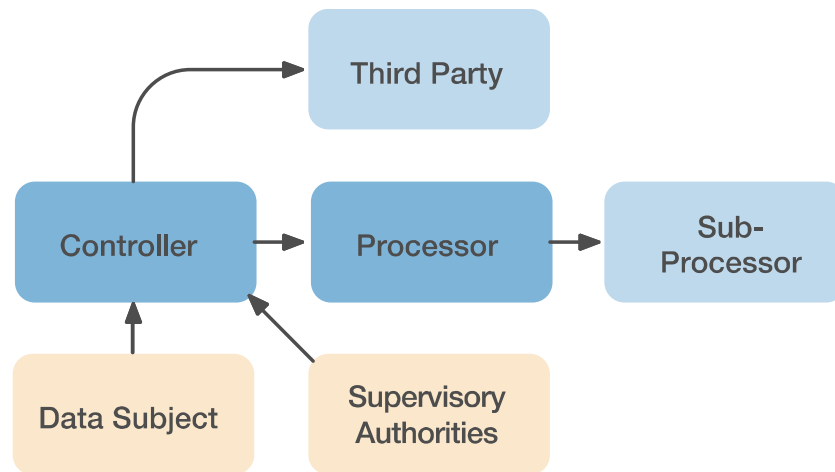 Third Party
Controller
Processor
Sub-
Processor
Data Subject
Supervisory
Authorities